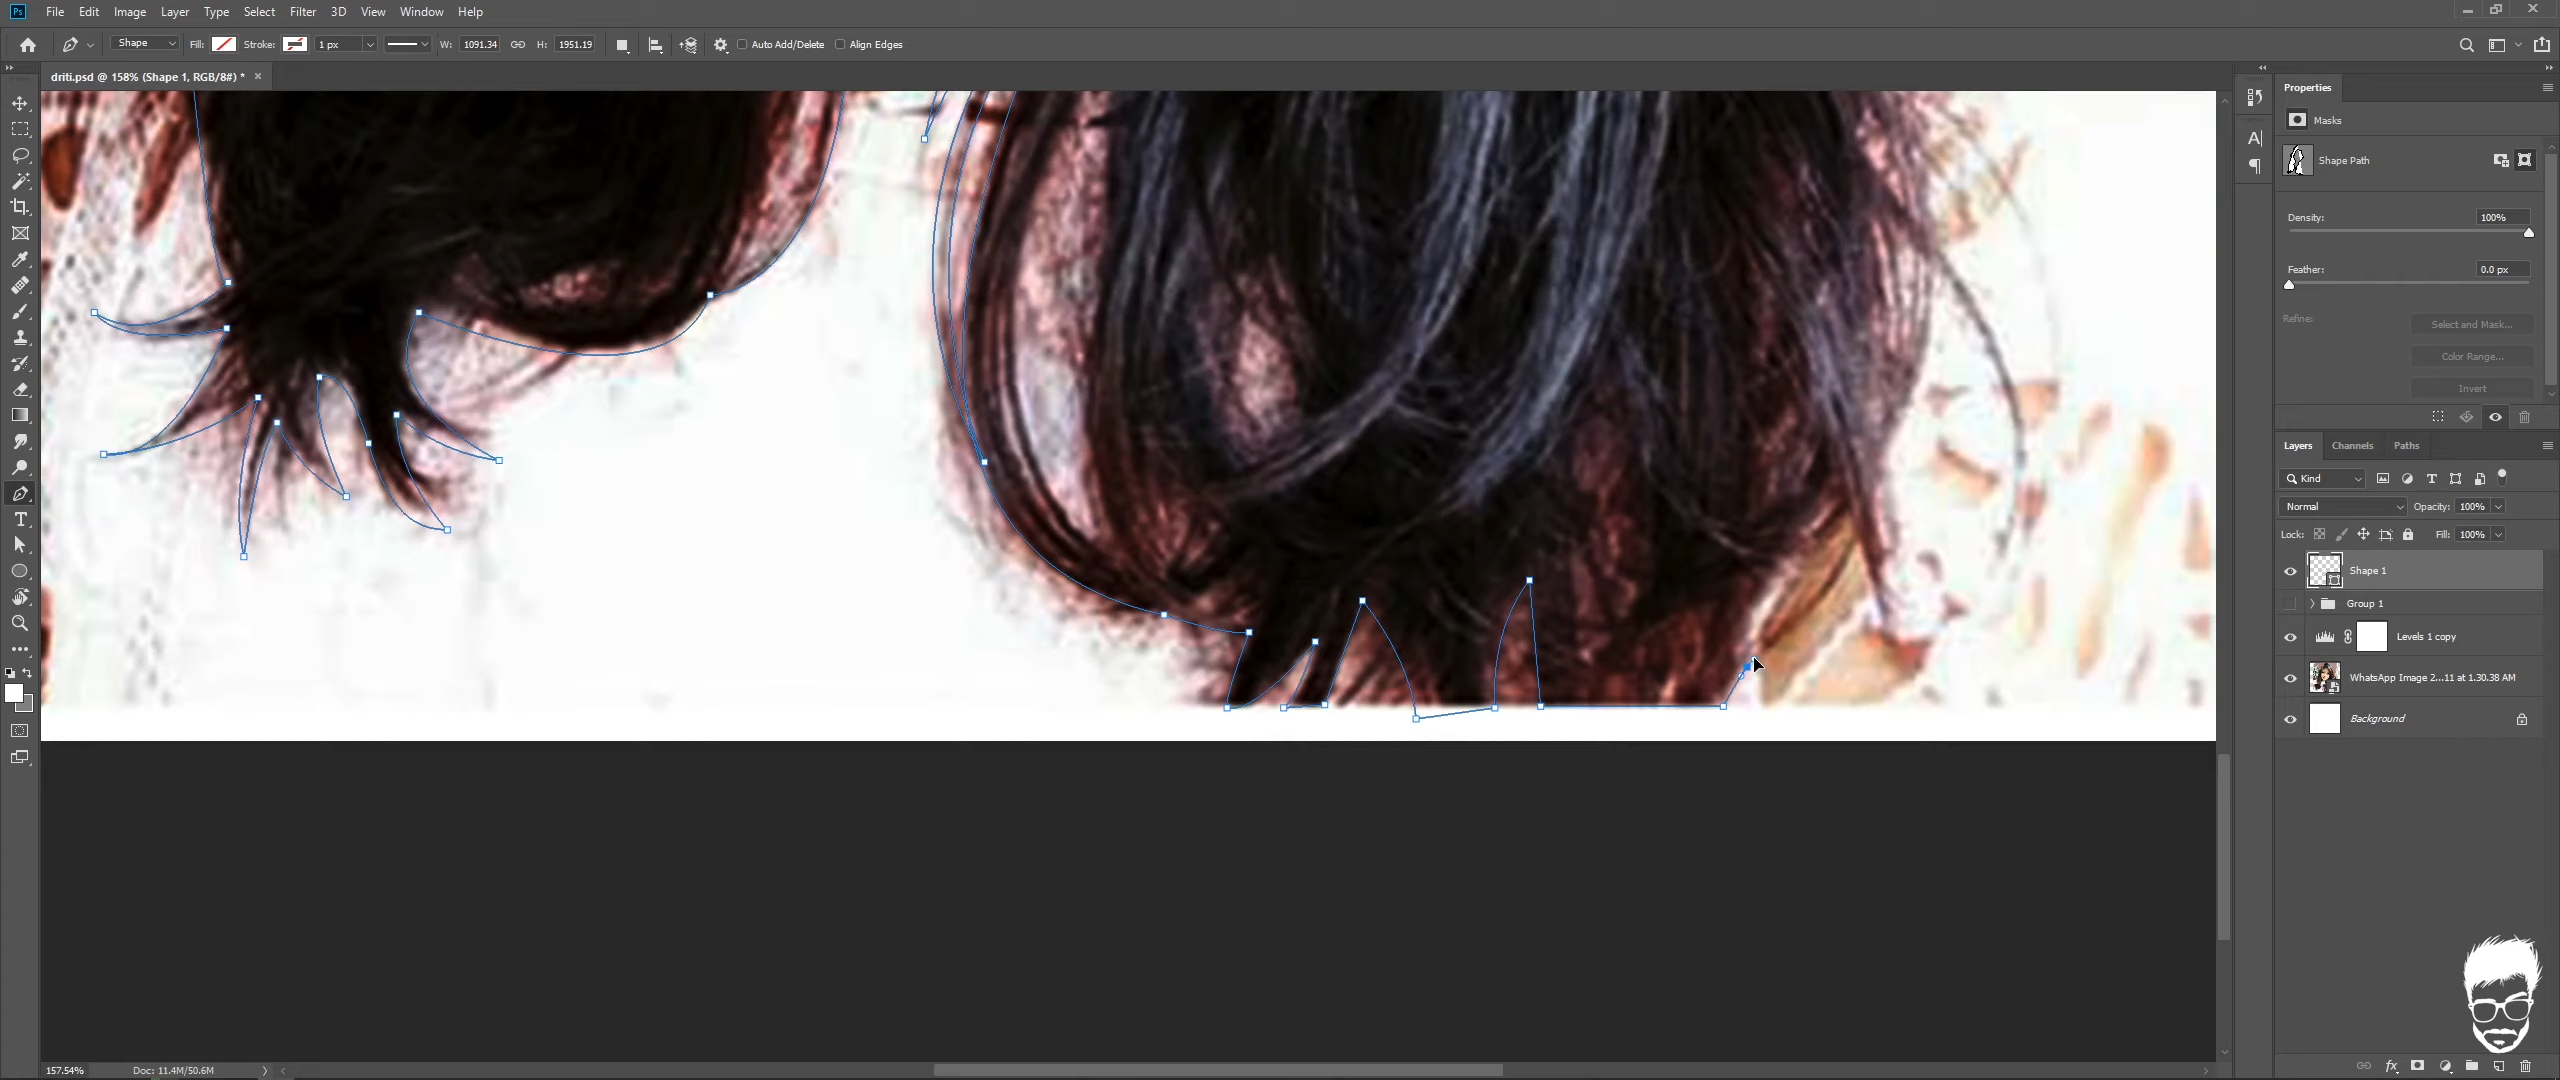 Ps File Edit Image Layer Type Select Filter 3D View Window Help
Shape Fill: Stroke: 1 px W: 1091.34 H: 1951.19 Auto Add/Delete Align Edges
driti.psd @ 158% (Shape 1, RGB/8#) *
Properties
Masks
Shape Path
Density: 100%
Feather: 0.0 px
Refine: Select and Mask...
Color Range...
Invert
Layers Channels Paths
Kind
Normal Opacity: 100%
Lock: Fill: 100%
Shape 1
Group 1
Levels 1 copy
WhatsApp Image 2...11 at 1.30.38 AM
Background
157.54% Doc: 11.4M/50.6M